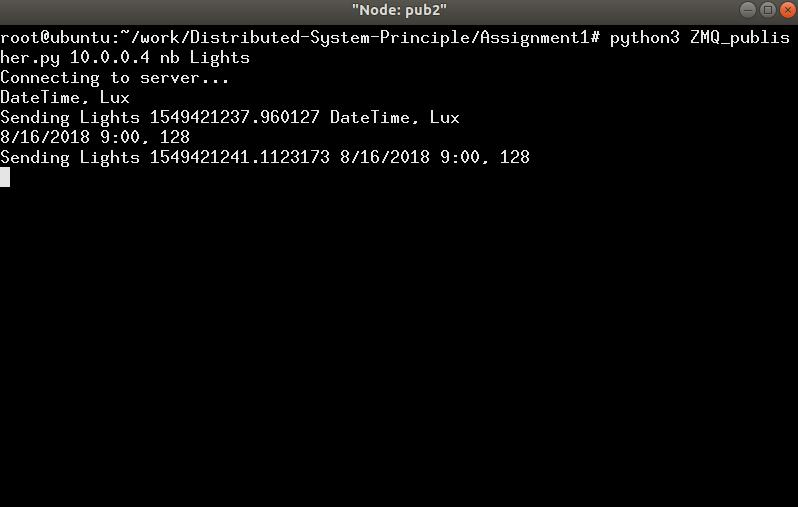 "Node: pub2"
root@ubuntu:~/work/Distributed-System-Principle/Assignment1# python3 ZMQ_publis
her.py 10.0.0.4 nb Lights
Connecting to server...
DateTime, Lux
Sending Lights 1549421237.960127 DateTime, Lux
8/16/2018 9:00, 128
Sending Lights 1549421241.1123173 8/16/2018 9:00, 128